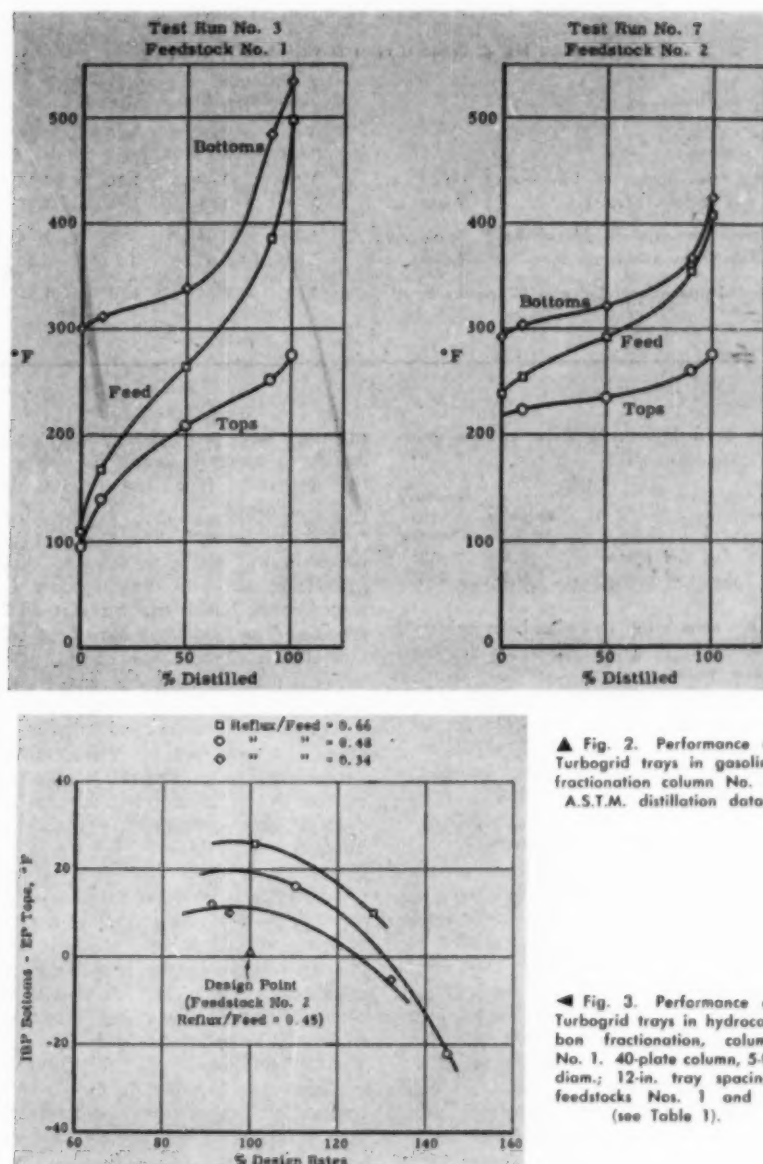 Test Run No. 3
Feedstock No. 1
500
400
300
°F
200
100
0
0 50 100
% Distilled
Bottoms
Feed
Tops
Test Run No. 7
Feedstock No. 2
500
400
300
°F
200
100
0
0 50 100
% Distilled
Bottoms
Feed
Tops
Reflux/Feed = 0.66
" " = 0.48
" " = 0.34
40
20
0
-20
-40
IBP Bottoms - EP Tops, °F
Design Point
(Feedstock No. 2
Reflux/Feed = 0.45)
60 80 100 120 140 160
% Design Rates
▲ Fig. 2. Performance
Turbogrid trays in
fractionation column No.
A.S.T.M. distillation
◄ Fig. 3. Performance
Turbogrid trays in
bon fractionation,
No. 1. 40-plate column,
diam.; 12-in. tray
feedstocks Nos. 1 and
(see Table 1).